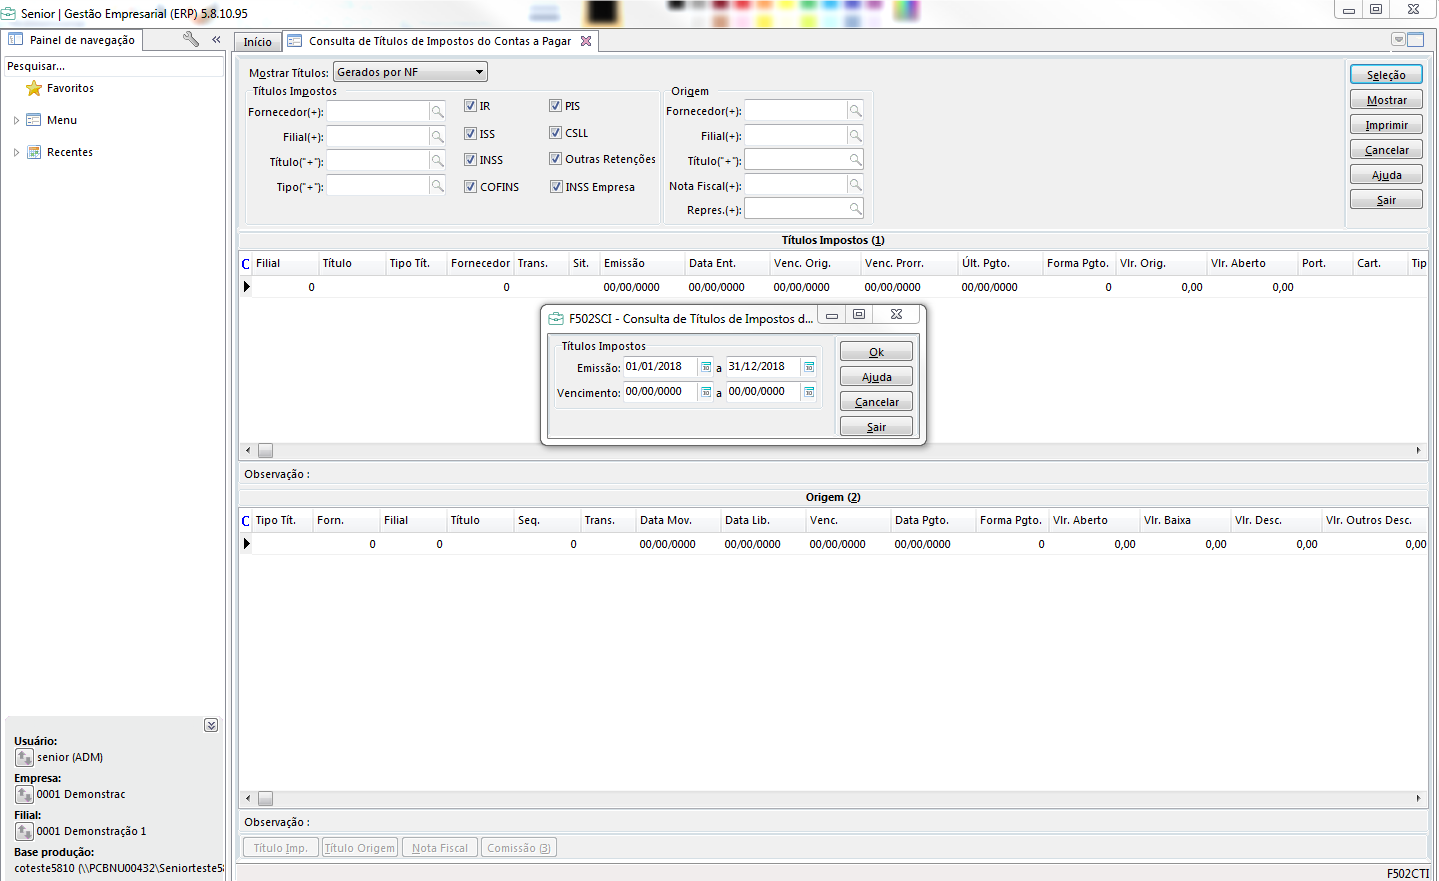 Senior | Gestão Empresarial (ERP) 5.8.10.95
Painel de navegação
Pesquisar...
Favoritos
Menu
Recentes
Usuário:
senior (ADM)
Empresa:
0001 Demonstrac
Filial:
0001 Demonstração 1
Base produção:
coteste5810 (\\PCBNU00432\Seniorteste5
Início
Consulta de Títulos de Impostos do Contas a Pagar
Mostrar Títulos: Gerados por NF
Títulos Impostos
Fornecedor(+):
Filial(+):
Título("+"):
Tipo("+"):
IR
ISS
INSS
COFINS
PIS
CSLL
Outras Retenções
INSS Empresa
Origem
Fornecedor(+):
Filial(+):
Título("+"):
Nota Fiscal(+):
Repres.(+):
Seleção
Mostrar
Imprimir
Cancelar
Ajuda
Sair
Títulos Impostos (1)
C Filial Título Tipo Tít. Fornecedor Trans. Sit. Emissão Data Ent. Venc. Orig. Venc. Prorr. Últ. Pgto. Forma Pgto. Vlr. Orig. Vlr. Aberto Port. Cart. Tip
0 0 00/00/0000 00/00/0000 00/00/0000 00/00/0000 00/00/0000 0 0,00 0,00
F502SCI - Consulta de Títulos de Impostos d...
Títulos Impostos
Emissão: 01/01/2018 a 31/12/2018
Vencimento: 00/00/0000 a 00/00/0000
Ok
Ajuda
Cancelar
Sair
Observação :
Origem (2)
C Tipo Tít. Forn. Filial Título Seq. Trans. Data Mov. Data Lib. Venc. Data Pgto. Forma Pgto. Vlr. Aberto Vlr. Baixa Vlr. Desc. Vlr. Outros Desc.
0 0 0 00/00/0000 00/00/0000 00/00/0000 00/00/0000 0 0,00 0,00 0,00 0,00
Observação :
Título Imp.
Título Origem
Nota Fiscal
Comissão (3)
F502CTI